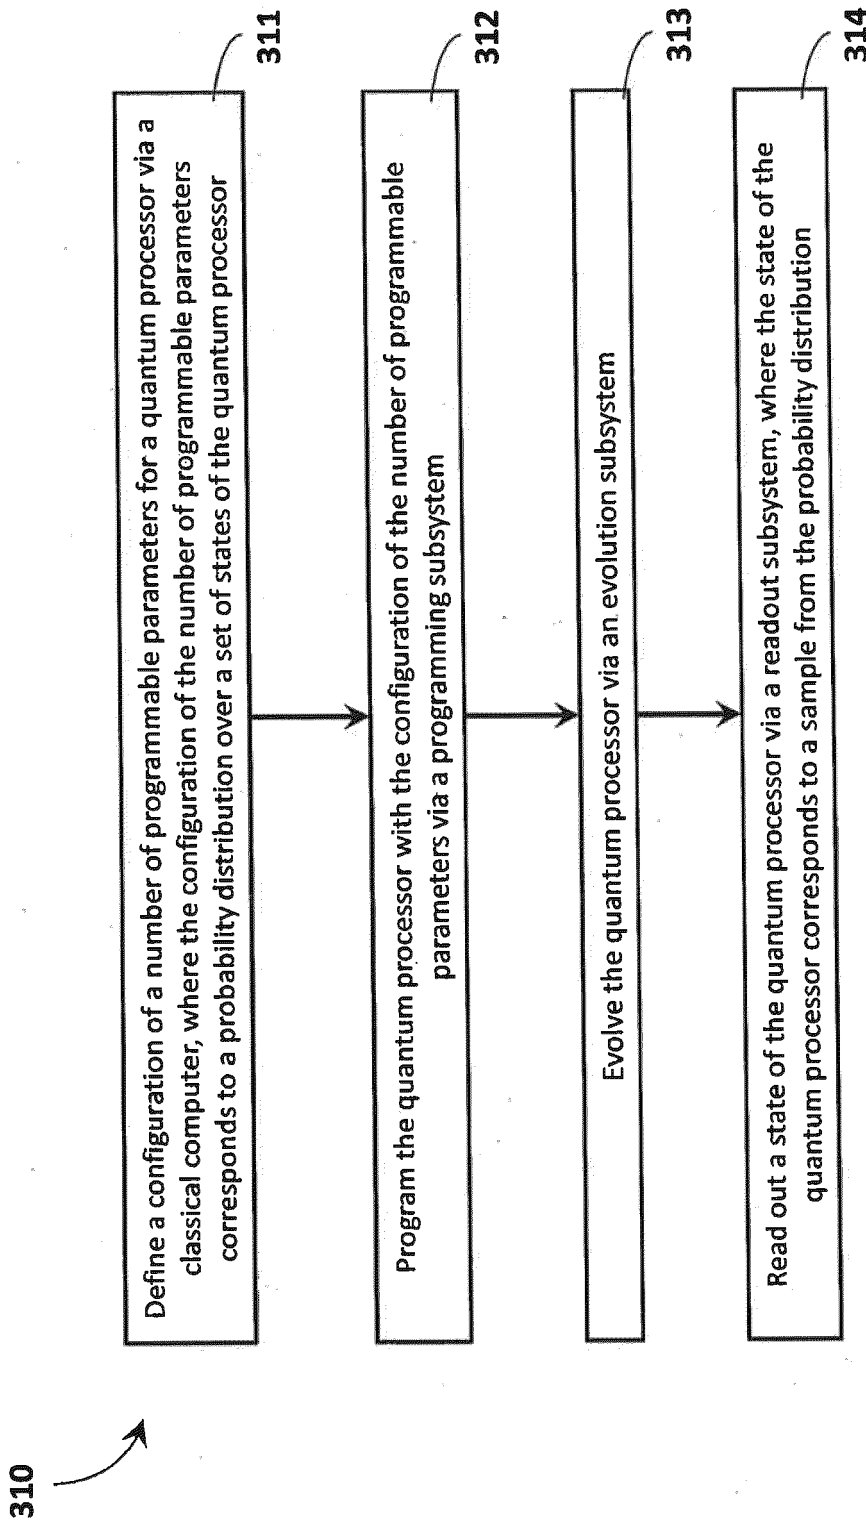 310
Define a configuration of a number of programmable parameters for a quantum processor via a
classical computer, where the configuration of the number of programmable parameters
corresponds to a probability distribution over a set of states of the quantum processor
311
Program the quantum processor with the configuration of the number of programmable
parameters via a programming subsystem
312
Evolve the quantum processor via an evolution subsystem
313
Read out a state of the quantum processor via a readout subsystem, where the state of the
quantum processor corresponds to a sample from the probability distribution
314